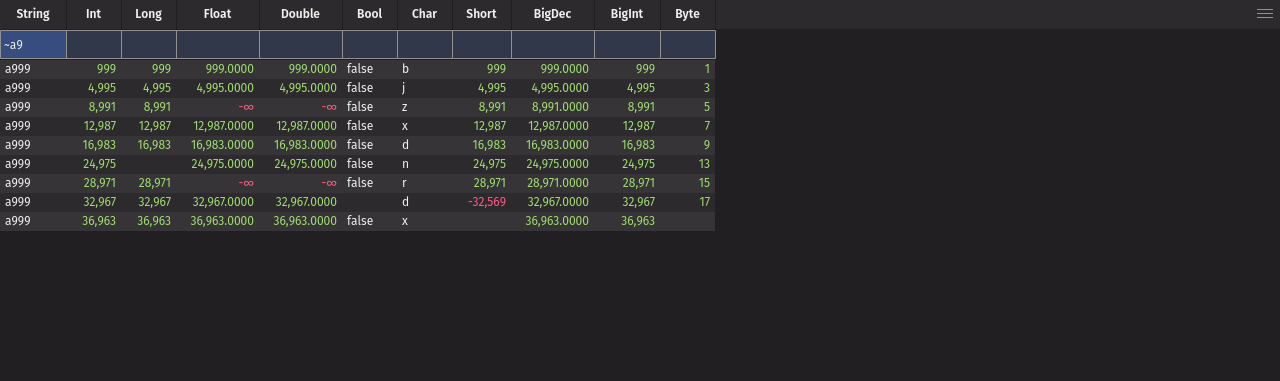 String Int Long Float Double Bool Char Short BigDec BigInt Byte
~a9
a999 999 999 999.0000 999.0000 false b 999 999.0000 999 1
a999 4,995 4,995 4,995.0000 4,995.0000 false j 4,995 4,995.0000 4,995 3
a999 8,991 8,991 -∞ -∞ false z 8,991 8,991.0000 8,991 5
a999 12,987 12,987 12,987.0000 12,987.0000 false x 12,987 12,987.0000 12,987 7
a999 16,983 16,983 16,983.0000 16,983.0000 false d 16,983 16,983.0000 16,983 9
a999 24,975 24,975.0000 24,975.0000 false n 24,975 24,975.0000 24,975 13
a999 28,971 28,971 -∞ -∞ false r 28,971 28,971.0000 28,971 15
a999 32,967 32,967 32,967.0000 32,967.0000 d -32,569 32,967.0000 32,967 17
a999 36,963 36,963 36,963.0000 36,963.0000 false x 36,963.0000 36,963